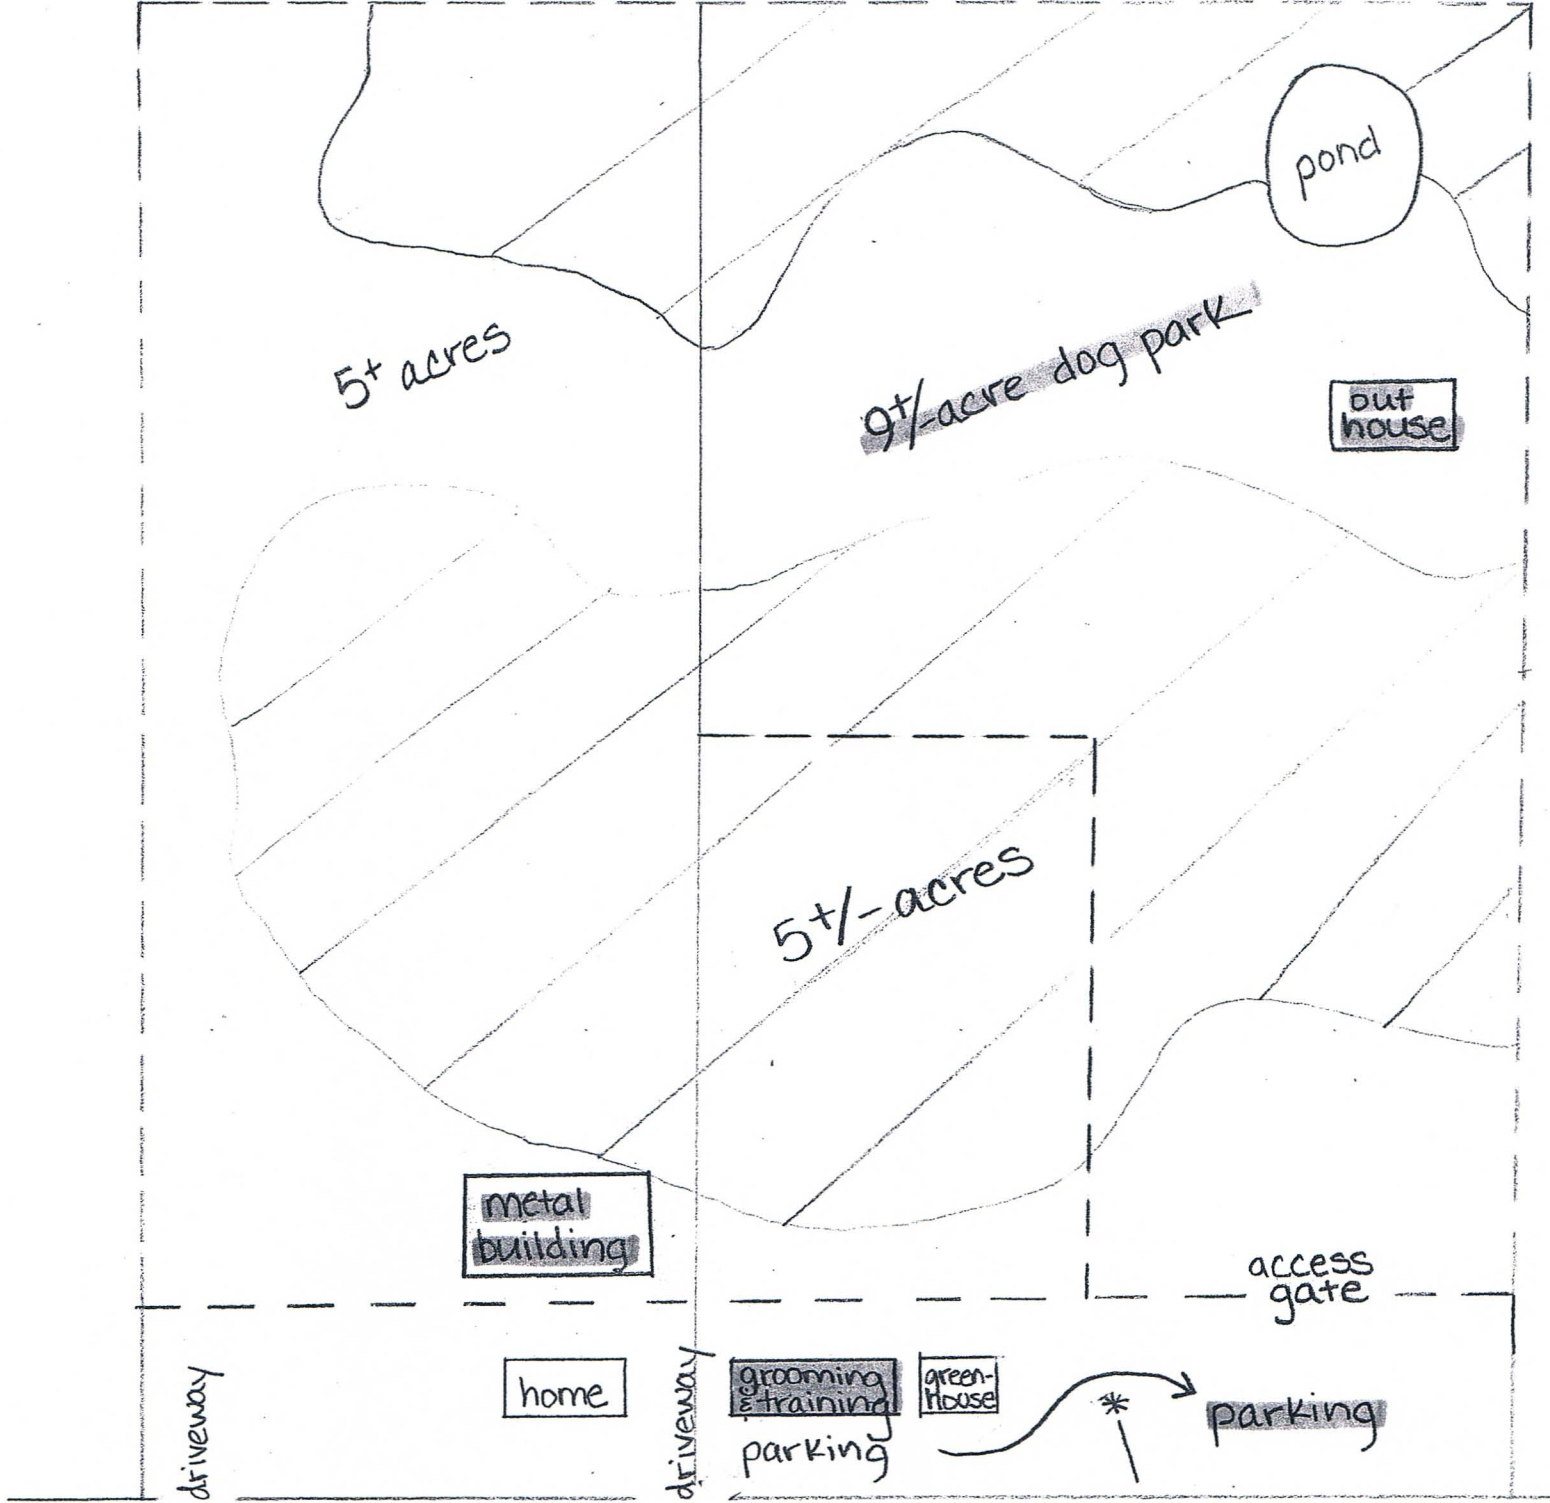 pond
5+ acres
9+/-acre dog park
out
house
5+/- acres
metal
building
access
gate
driveway
home
driveway
grooming
& training
parking
green-
House
*
parking